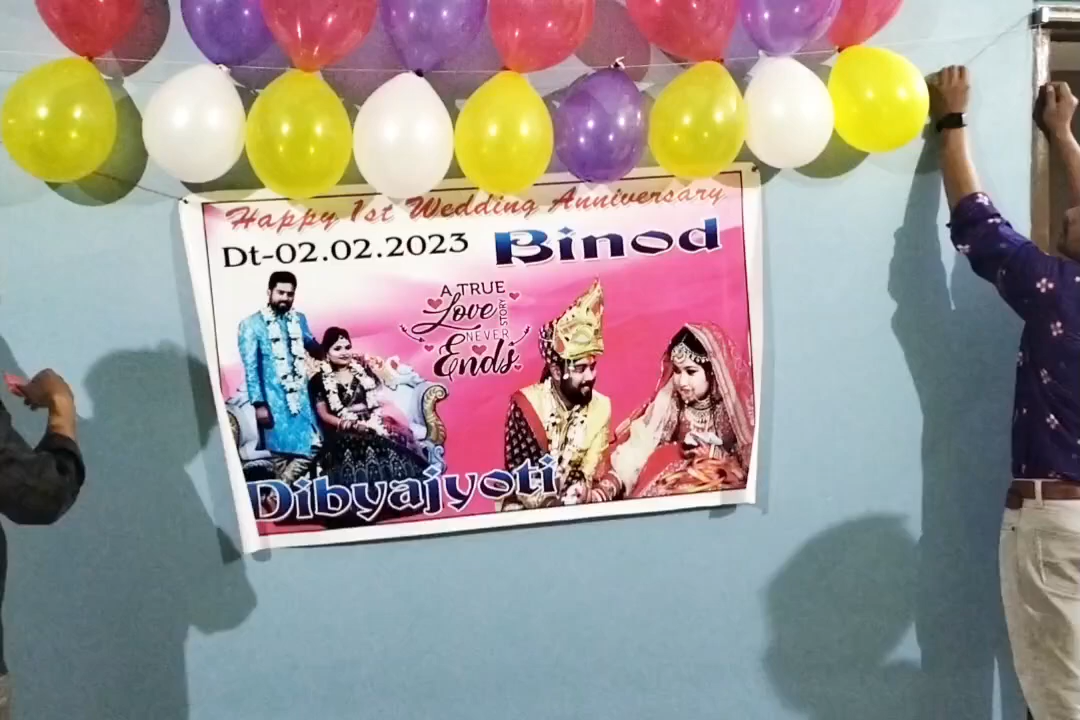 Happy 1st Wedding Anniversary
Dt-02.02.2023 Binod
A TRUE
Love STORY
NEVER
Ends
Dibyajyoti